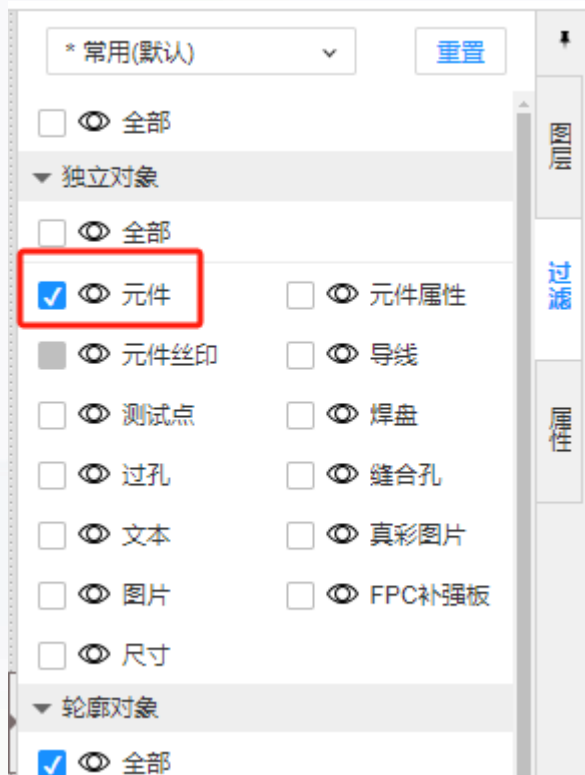 * 常用(默认)
重置
全部
独立对象
全部
元件
元件属性
元件丝印
导线
测试点
焊盘
过孔
缝合孔
文本
真彩图片
图片
FPC补强板
尺寸
轮廓对象
全部
图层
过滤
属性